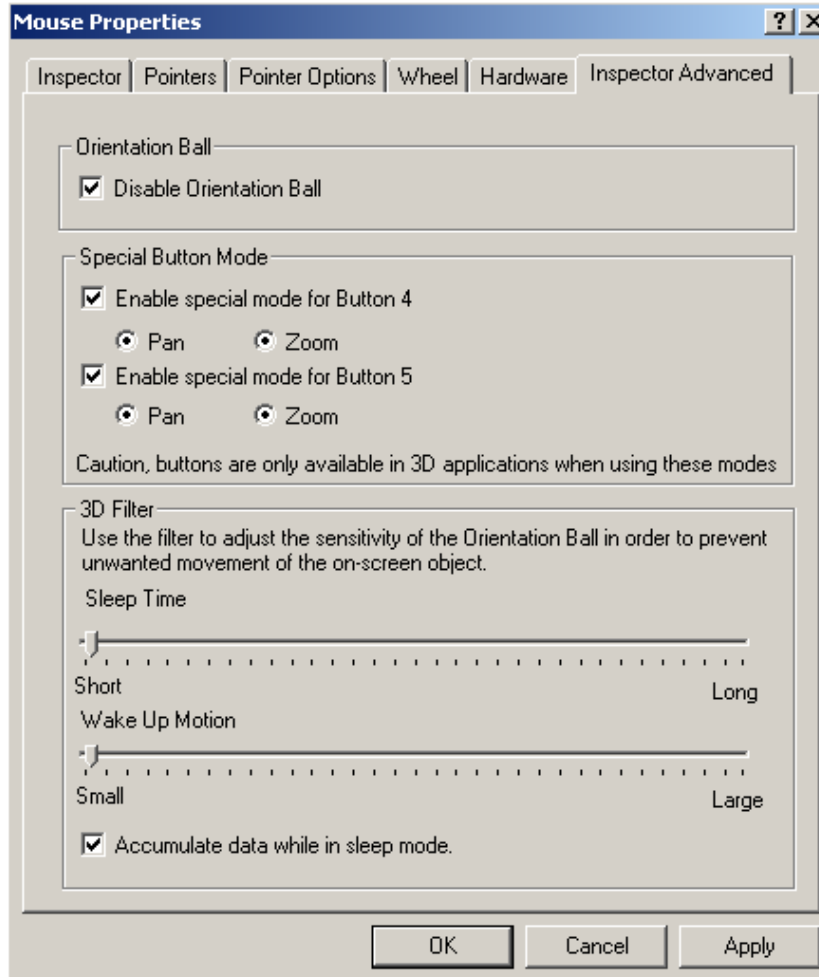 Mouse Properties
Inspector Pointers Pointer Options Wheel Hardware Inspector Advanced
Orientation Ball
Disable Orientation Ball
Special Button Mode
Enable special mode for Button 4
Pan Zoom
Enable special mode for Button 5
Pan Zoom
Caution, buttons are only available in 3D applications when using these modes
3D Filter
Use the filter to adjust the sensitivity of the Orientation Ball in order to prevent
unwanted movement of the on-screen object.
Sleep Time
Short Long
Wake Up Motion
Small Large
Accumulate data while in sleep mode.
OK Cancel Apply